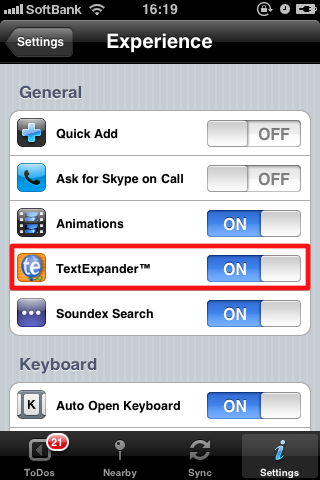 SoftBank 16:19
Settings Experience
General
Quick Add OFF
Ask for Skype on Call OFF
Animations ON
te TextExpander™ ON
Soundex Search ON
Keyboard
K Auto Open Keyboard ON
21
ToDos Nearby Sync Settings